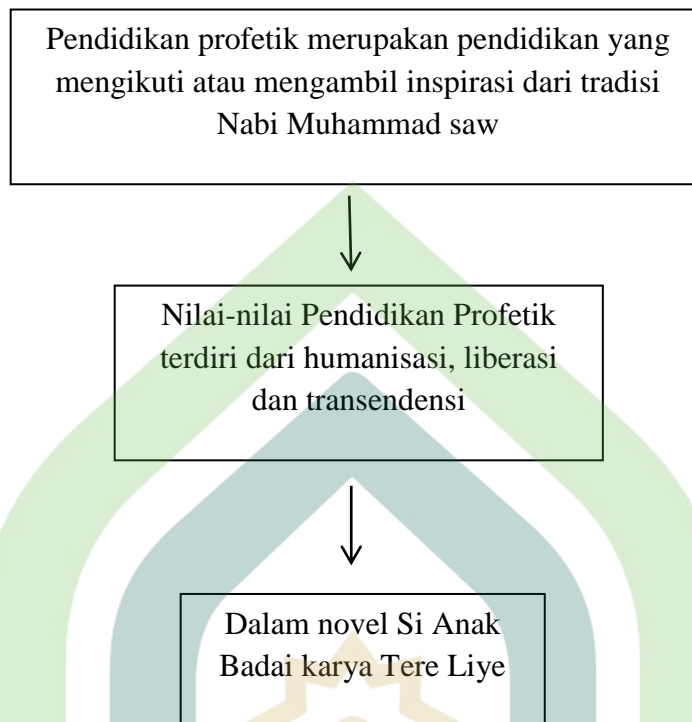 Pendidikan profetik merupakan pendidikan yang
mengikuti atau mengambil inspirasi dari tradisi
Nabi Muhammad saw
Nilai-nilai Pendidikan Profetik
terdiri dari humanisasi, liberasi
dan transendensi
Dalam novel Si Anak
Badai karya Tere Liye